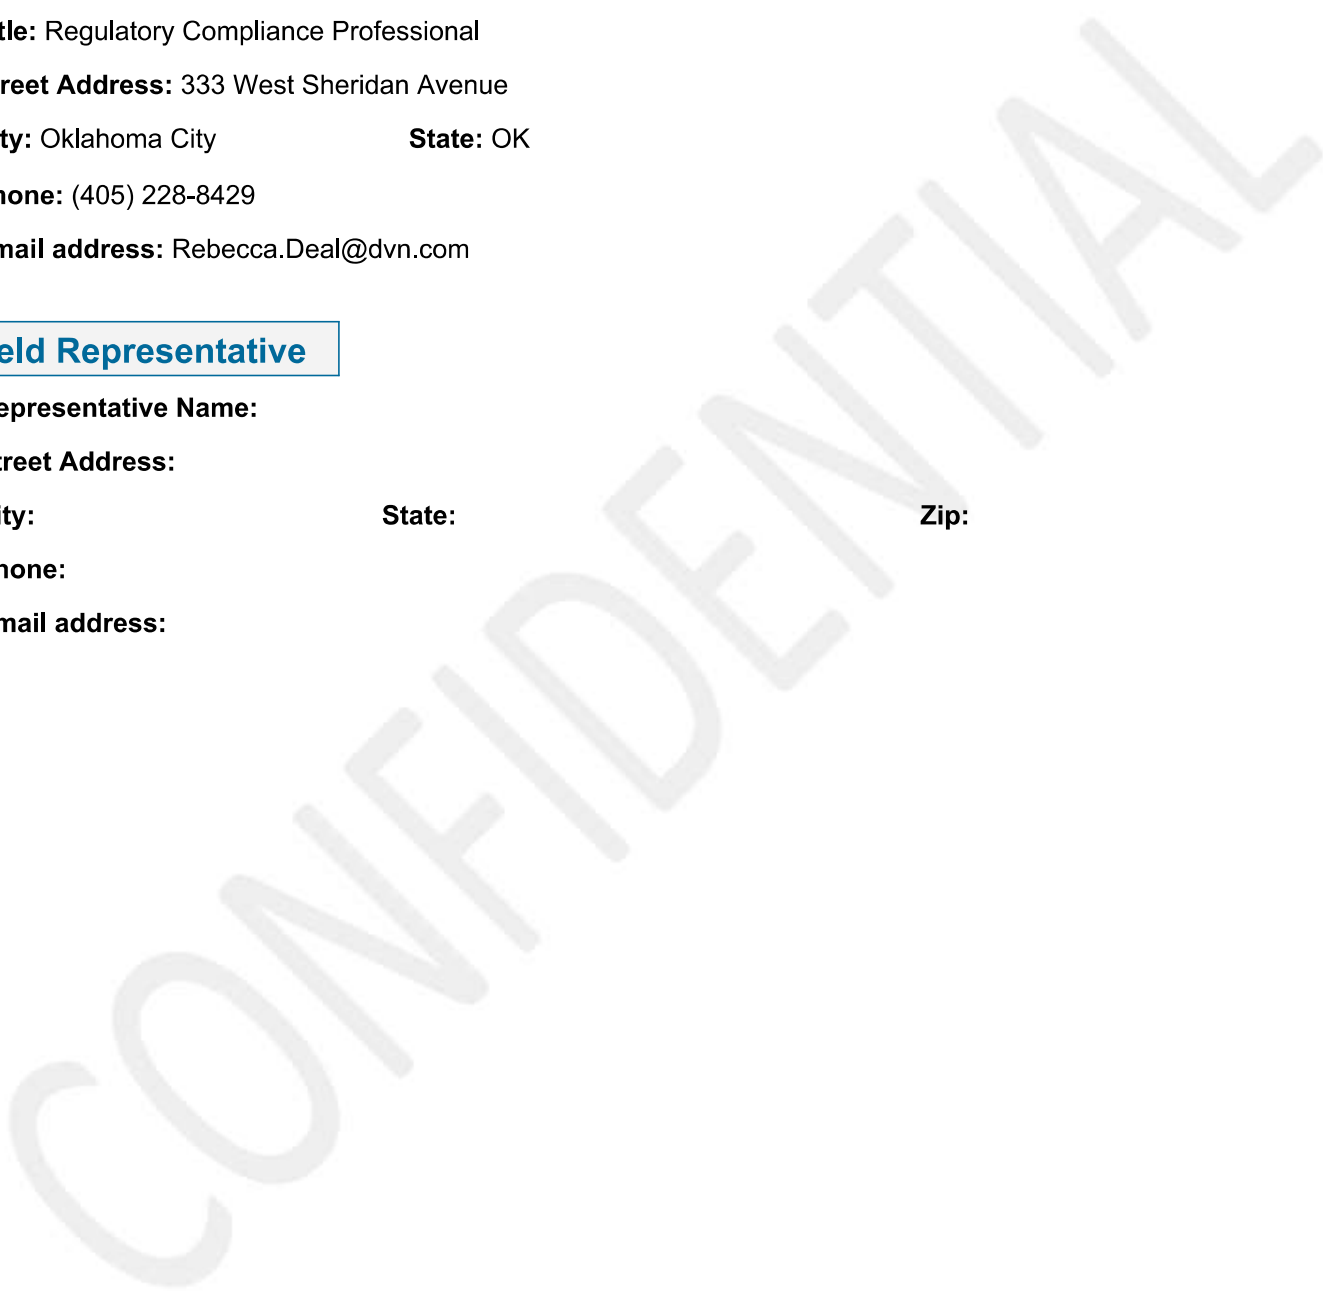 tle: Regulatory Compliance Professional
reet Address: 333 West Sheridan Avenue
ty: Oklahoma City State: OK
hone: (405) 228-8429
mail address: Rebecca.Deal@dvn.com
eld Representative
epresentative Name:
treet Address:
ity: State: Zip:
hone:
mail address:
CONFIDENTIAL